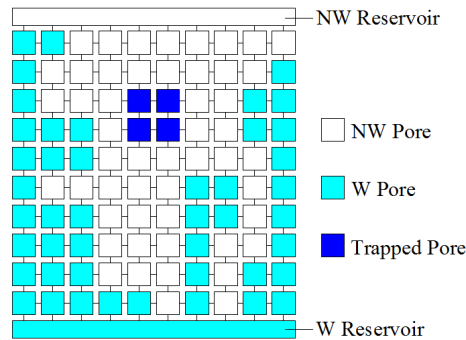 NW Reservoir
NW Pore
W Pore
Trapped Pore
W Reservoir